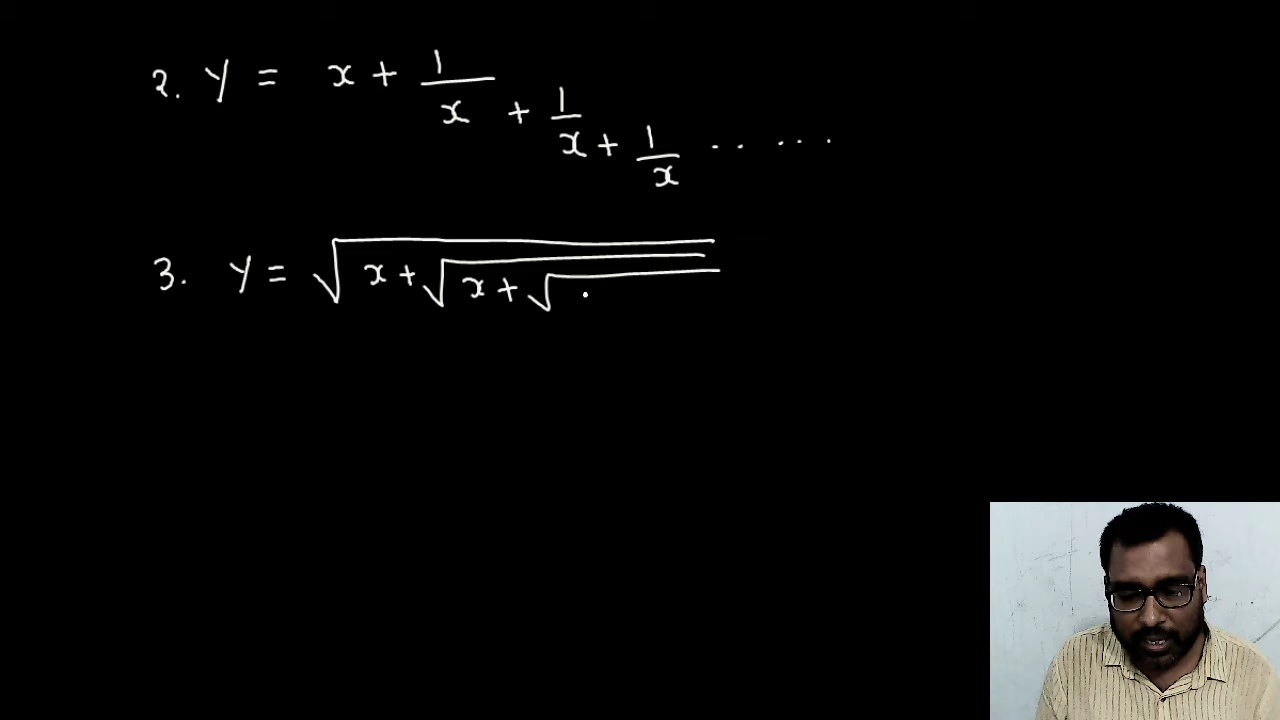 2. y = x + 1/x + 1/x + 1/x .. ...
3. y = √x + √x + √.